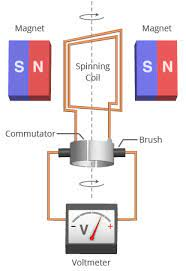 Magnet
Magnet
S N
Spinning
Coil
S N
Commutator
Brush
- V +
Voltmeter